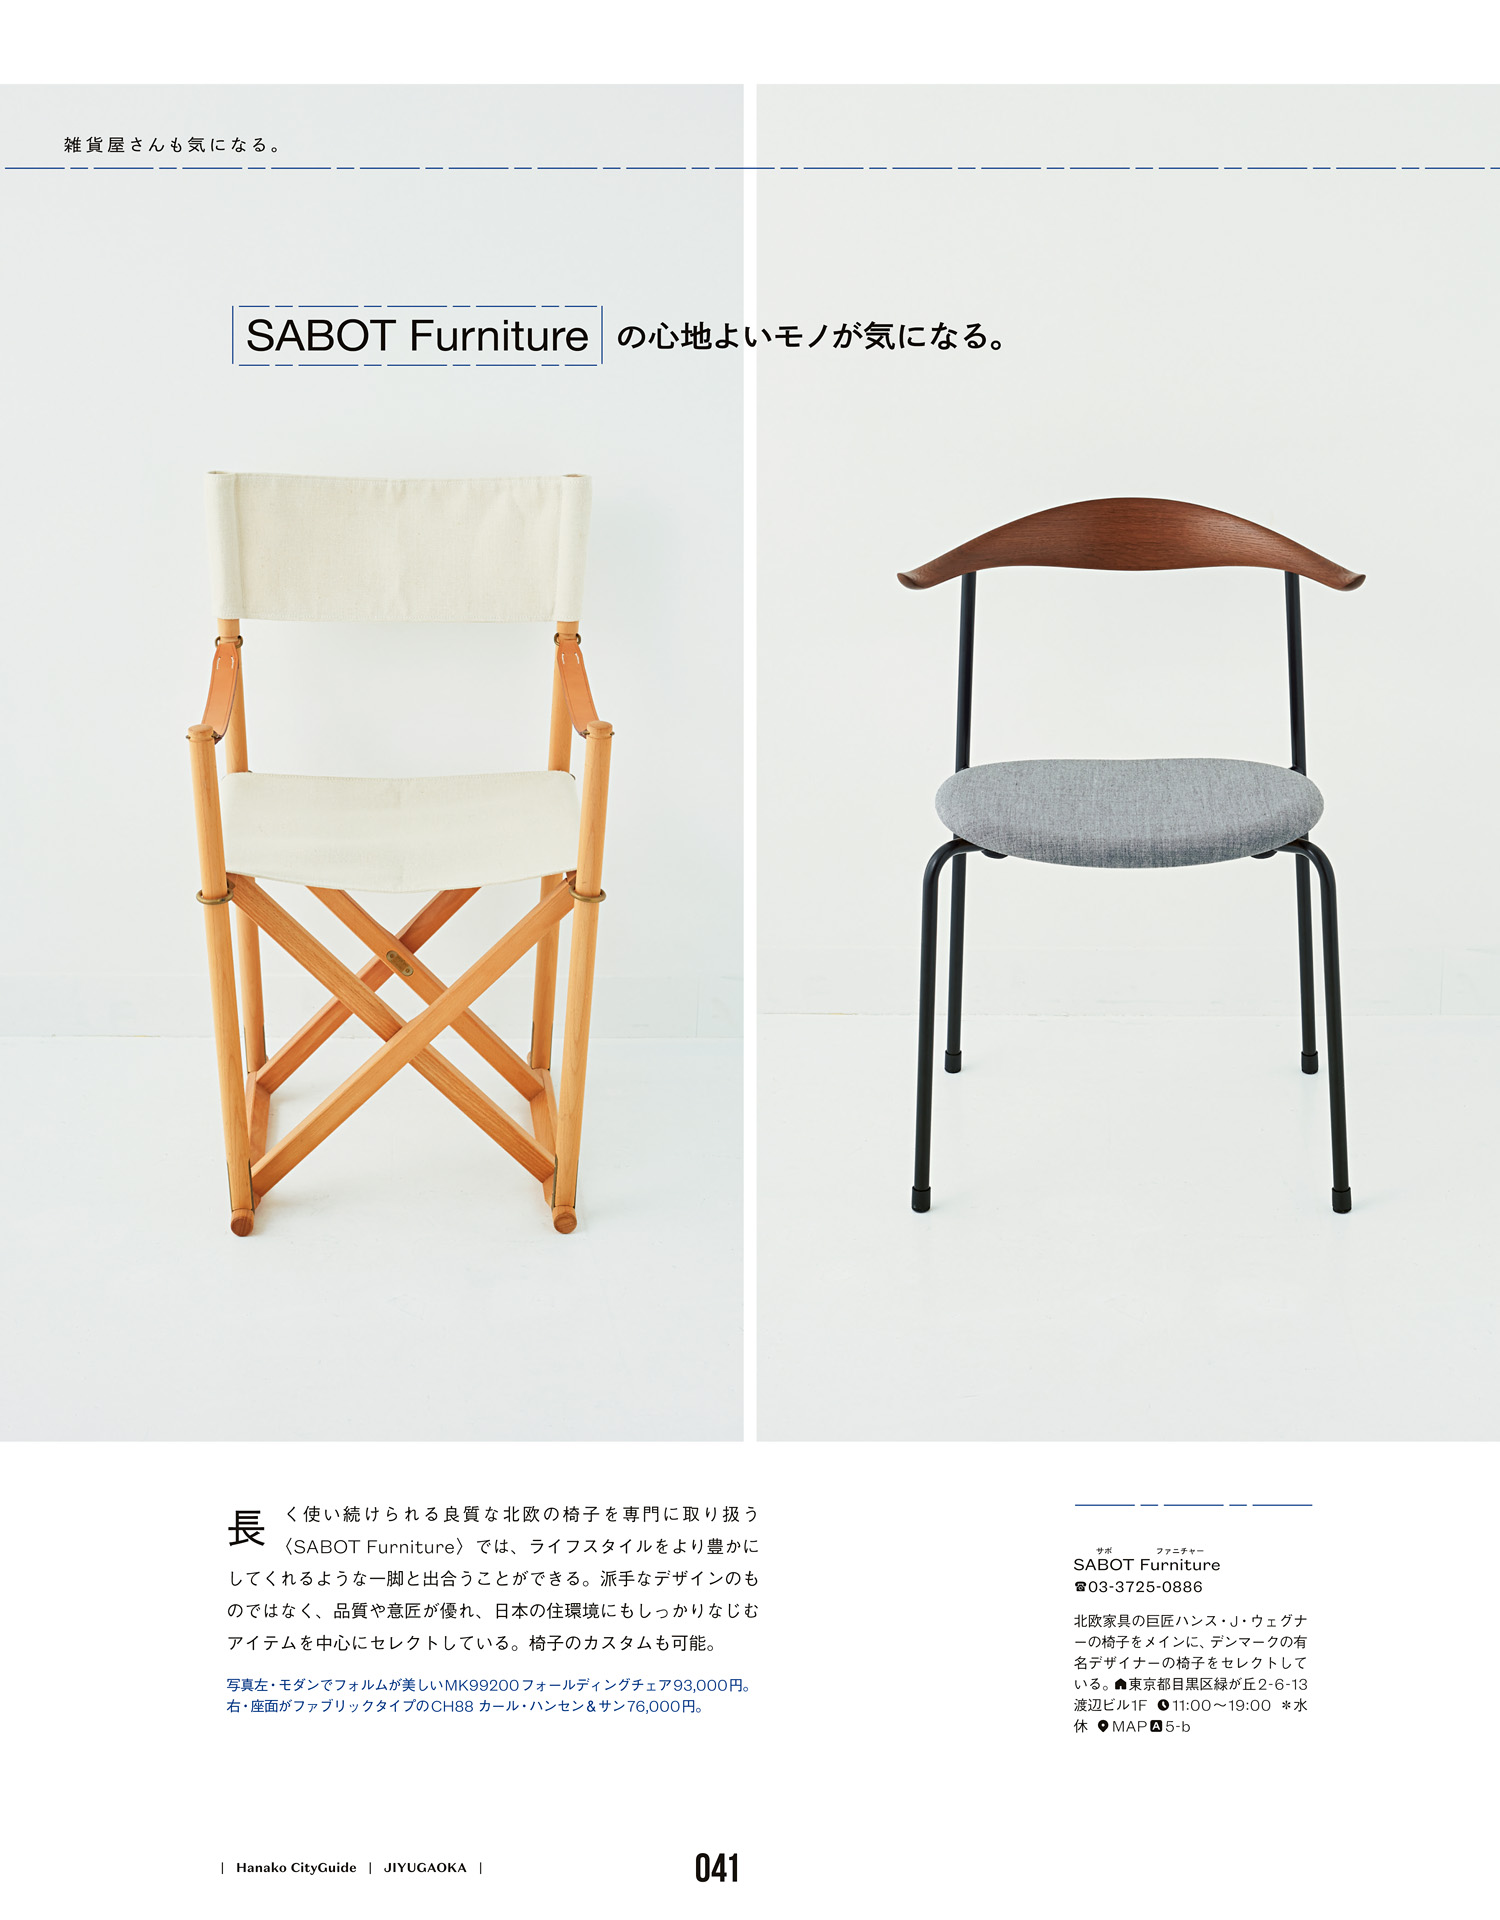 雑貨屋さんも気になる。
SABOT Furniture の心地よいモノが気になる。
長く使い続けられる良質な北欧の椅子を専門に取り扱う
〈SABOT Furniture〉では、ライフスタイルをより豊かに
してくれるような一脚と出合うことができる。派手なデザインのも
のではなく、品質や意匠が優れ、日本の住環境にもしっかりなじむ
アイテムを中心にセレクトしている。椅子のカスタムも可能。
写真左・モダンでフォルムが美しいMK99200フォールディングチェア93,000円。
右・座面がファブリックタイプのCH88 カール・ハンセン&サン76,000円。
サボ ファニチャー
SABOT Furniture
☎03-3725-0886
北欧家具の巨匠ハンス・J・ウェグナ
ーの椅子をメインに、デンマークの有
名デザイナーの椅子をセレクトして
いる。東京都目黒区緑が丘2-6-13
渡辺ビル1F 11:00〜19:00 *水
休 MAP A 5-b
| Hanako CityGuide | JIYUGAOKA |
041